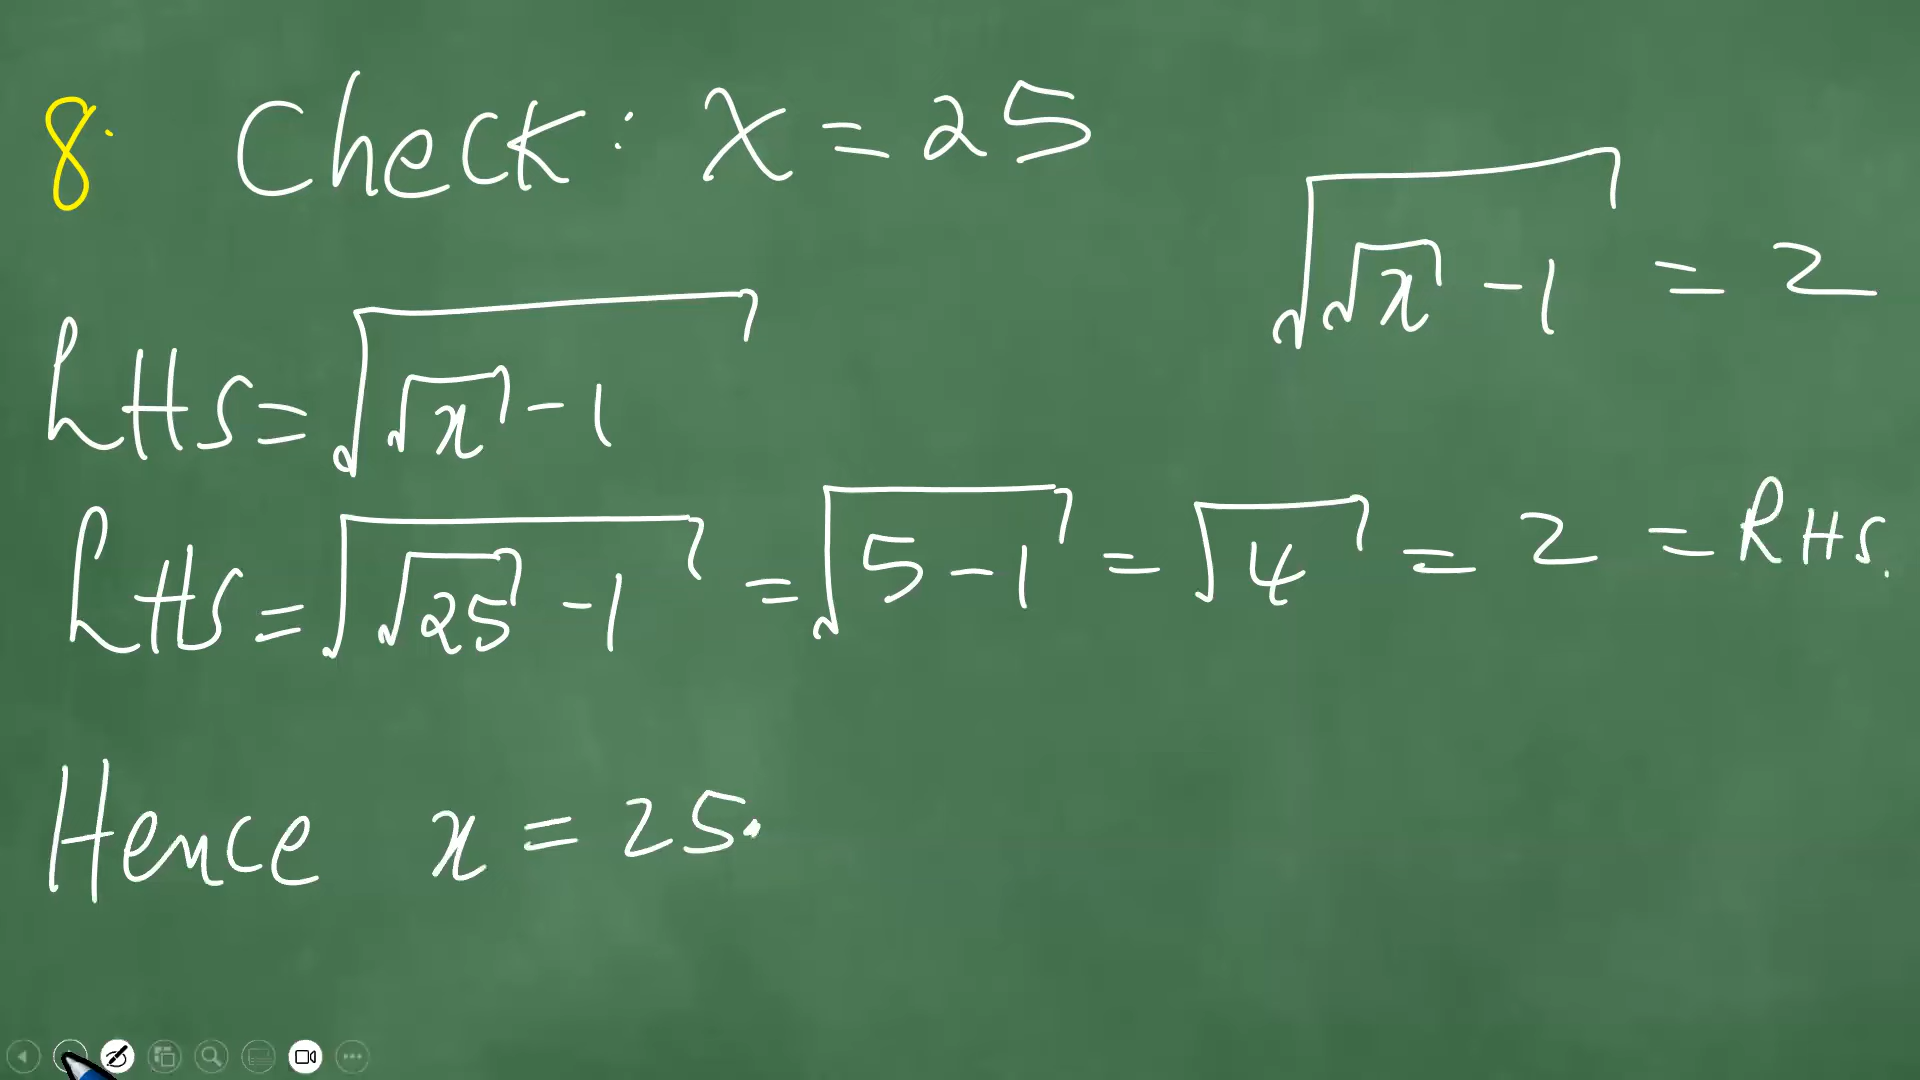 8. Check: x = 25
√(√x - 1) = 2
LHS = √(√x - 1)
LHS = √(√25 - 1) = √(5 - 1) = √4 = 2 = RHS.
Hence x = 25.